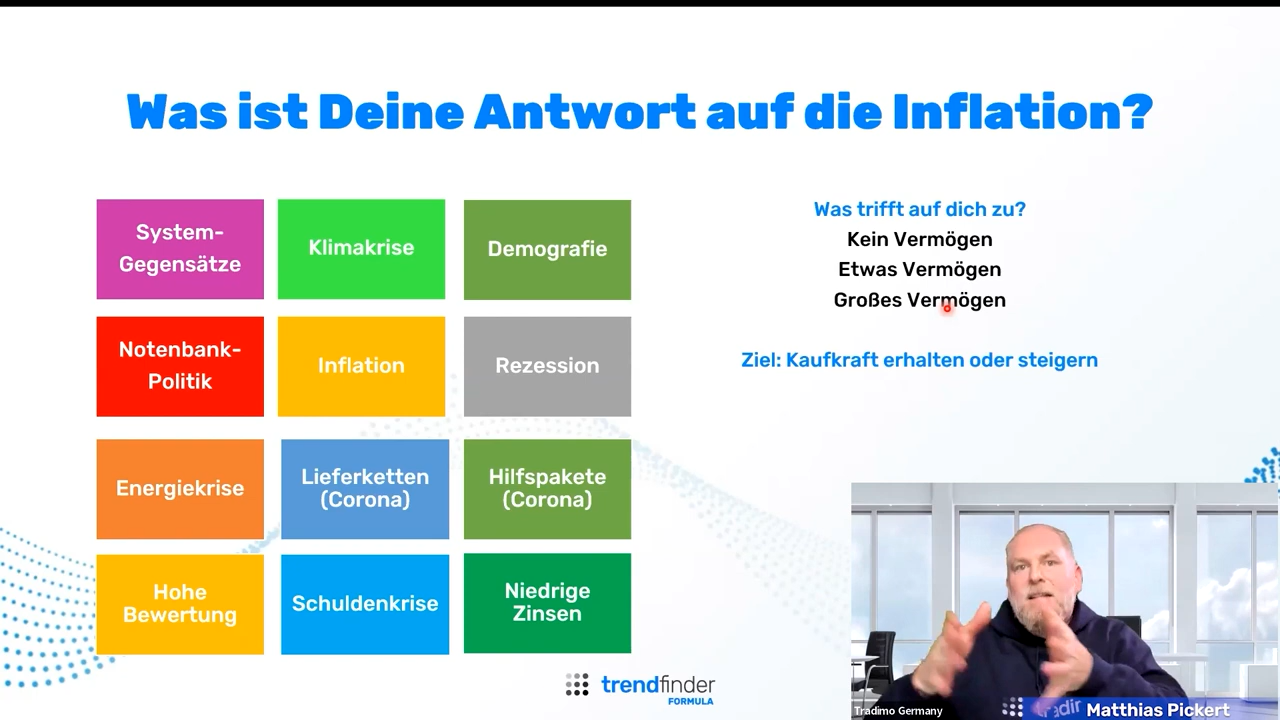 Was ist Deine Antwort auf die Inflation?
System-
Gegensätze
Klimakrise
Demografie
Notenbank-
Politik
Inflation
Rezession
Energiekrise
Lieferketten
(Corona)
Hilfspakete
(Corona)
Hohe
Bewertung
Schuldenkrise
Niedrige
Zinsen
Was trifft auf dich zu?
Kein Vermögen
Etwas Vermögen
Großes Vermögen
Ziel: Kaufkraft erhalten oder steigern
trendfinder
FORMULA
Tradimo Germany
Matthias Pickert